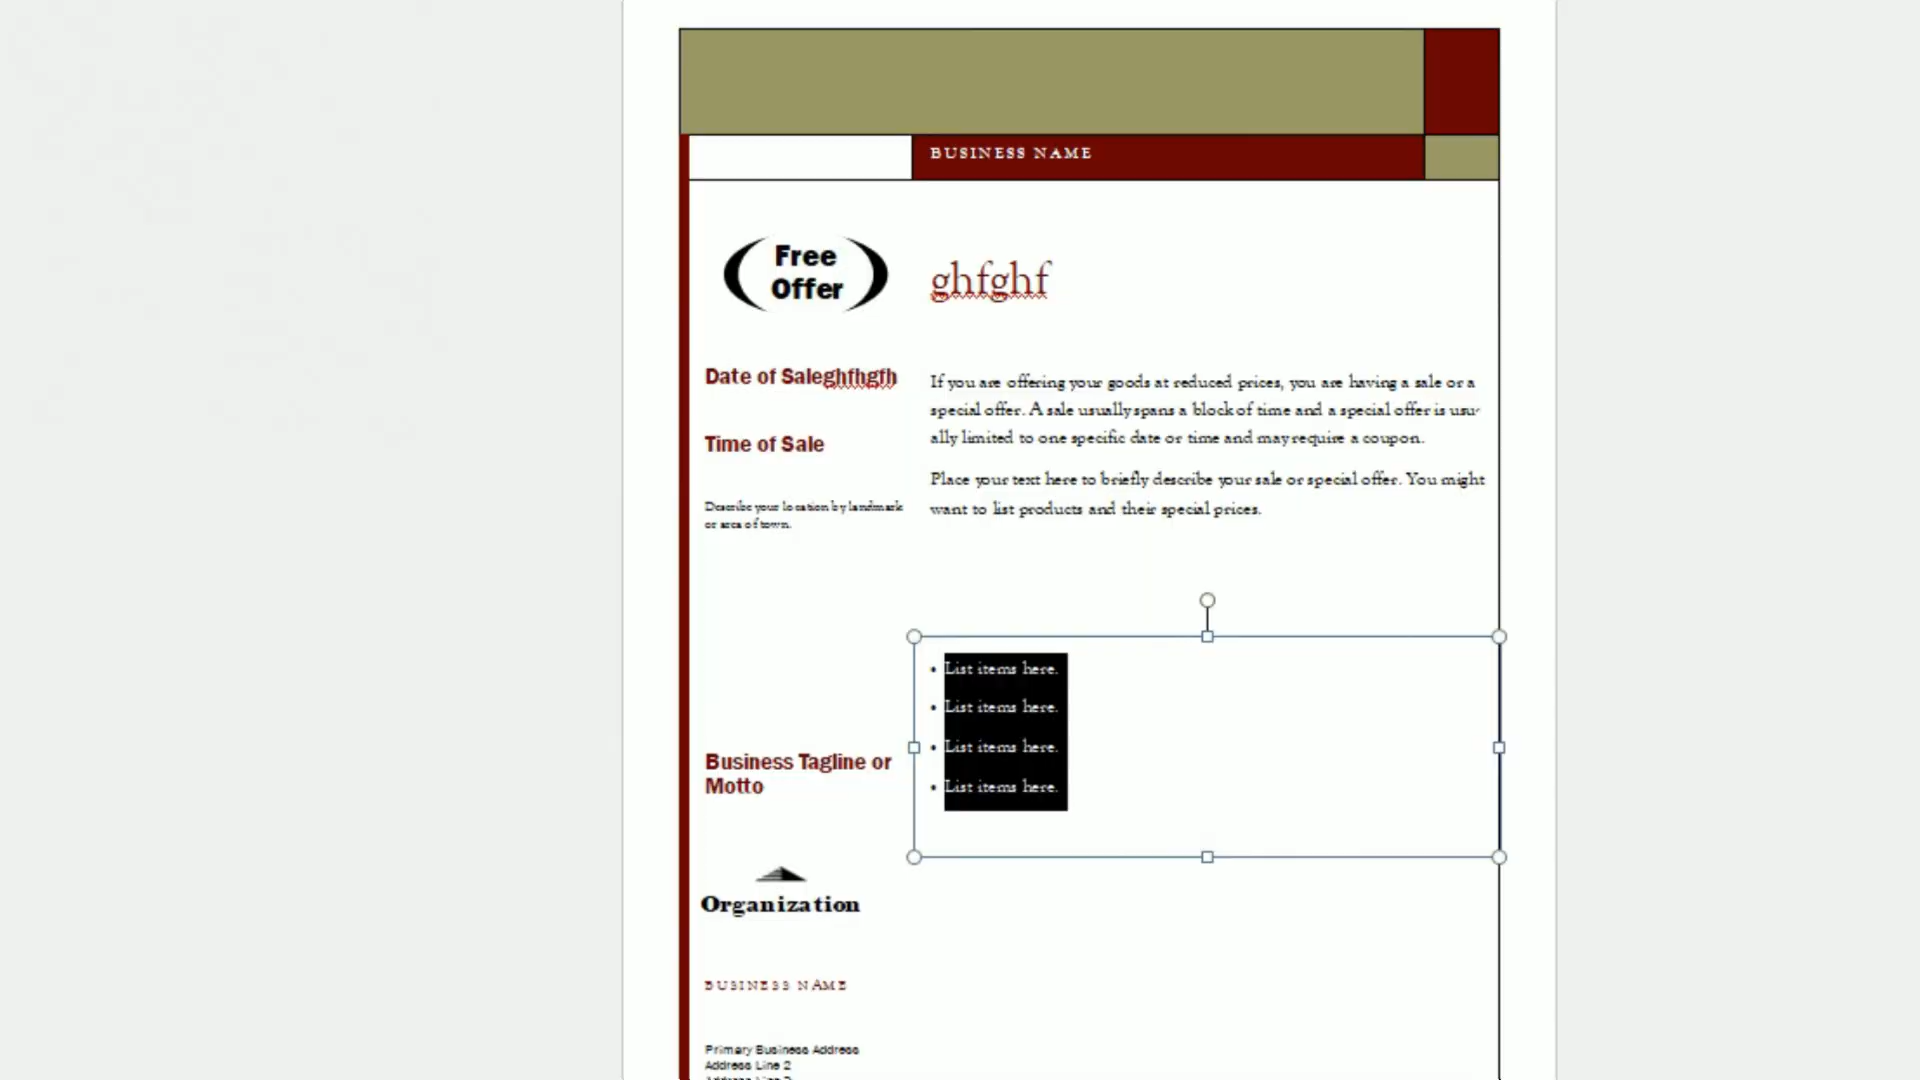 BUSINESS NAME
Free
Offer
ghfghf
Date of Saleghfhgfh
Time of Sale
Describe your location by landmark
or area of town.
If you are offering your goods at reduced prices, you are having a sale or a
special offer. A sale usually spans a block of time and a special offer is usu-
ally limited to one specific date or time and may require a coupon.
Place your text here to briefly describe your sale or special offer. You might
want to list products and their special prices.
• List items here.
• List items here.
• List items here.
• List items here.
Business Tagline or
Motto
Organization
BUSINESS NAME
Primary Business Address
Address Line 2